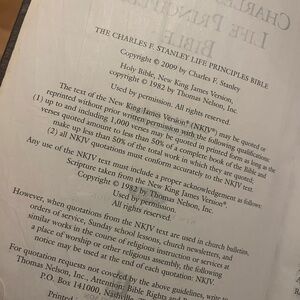 THE CHARLES F. STANLEY LIFE PRINCIPLES BIBLE
Copyright © 2009 by Charles F. Stanley
Holy Bible, New King James Version,
copyright © 1982 by Thomas Nelson, Inc.
Used by permission. All rights reserved.
The text of the New King James Version® (NKJV®) may be quoted or
reprinted without prior written permission with the following qualifications:
(1) up to and including 1,000 verses may be quoted in printed form as long as the
verses quoted amount to less than 50% of a complete book of the Bible and
make up less than 50% of the total work in which they are quoted;
(2) all NKJV quotations must conform accurately to the NKJV text.
Any use of the NKJV text must include a proper acknowledgement as follows:
Scripture taken from the New King James Version®.
Copyright © 1982 by Thomas Nelson, Inc.
Used by permission.
All rights reserved.
However, when quotations from the NKJV text are used in church bulletins,
orders of service, Sunday school lessons, church newsletters, and
similar works in the course of religious instruction or services at
a place of worship or other religious assembly, the following
notice may be used at the end of each quotation: NKJV.
For quotation requests not covered by the above guidelines, write to
Thomas Nelson, Inc., Attention: Bible Rights and
P.O. Box 141000, Nashville,
Printed